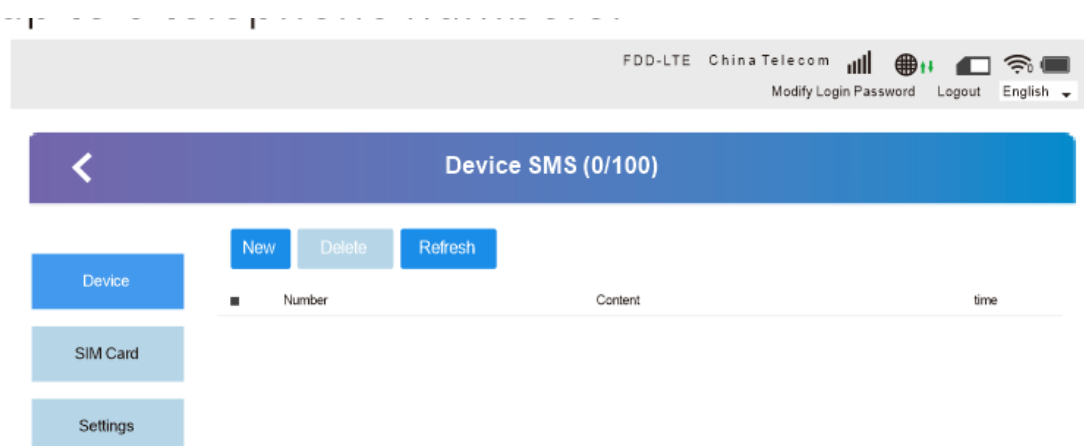 FDD-LTE China Telecom
Modify Login Password Logout English
Device SMS (0/100)
New Delete Refresh
Device
Number Content time
SIM Card
Settings